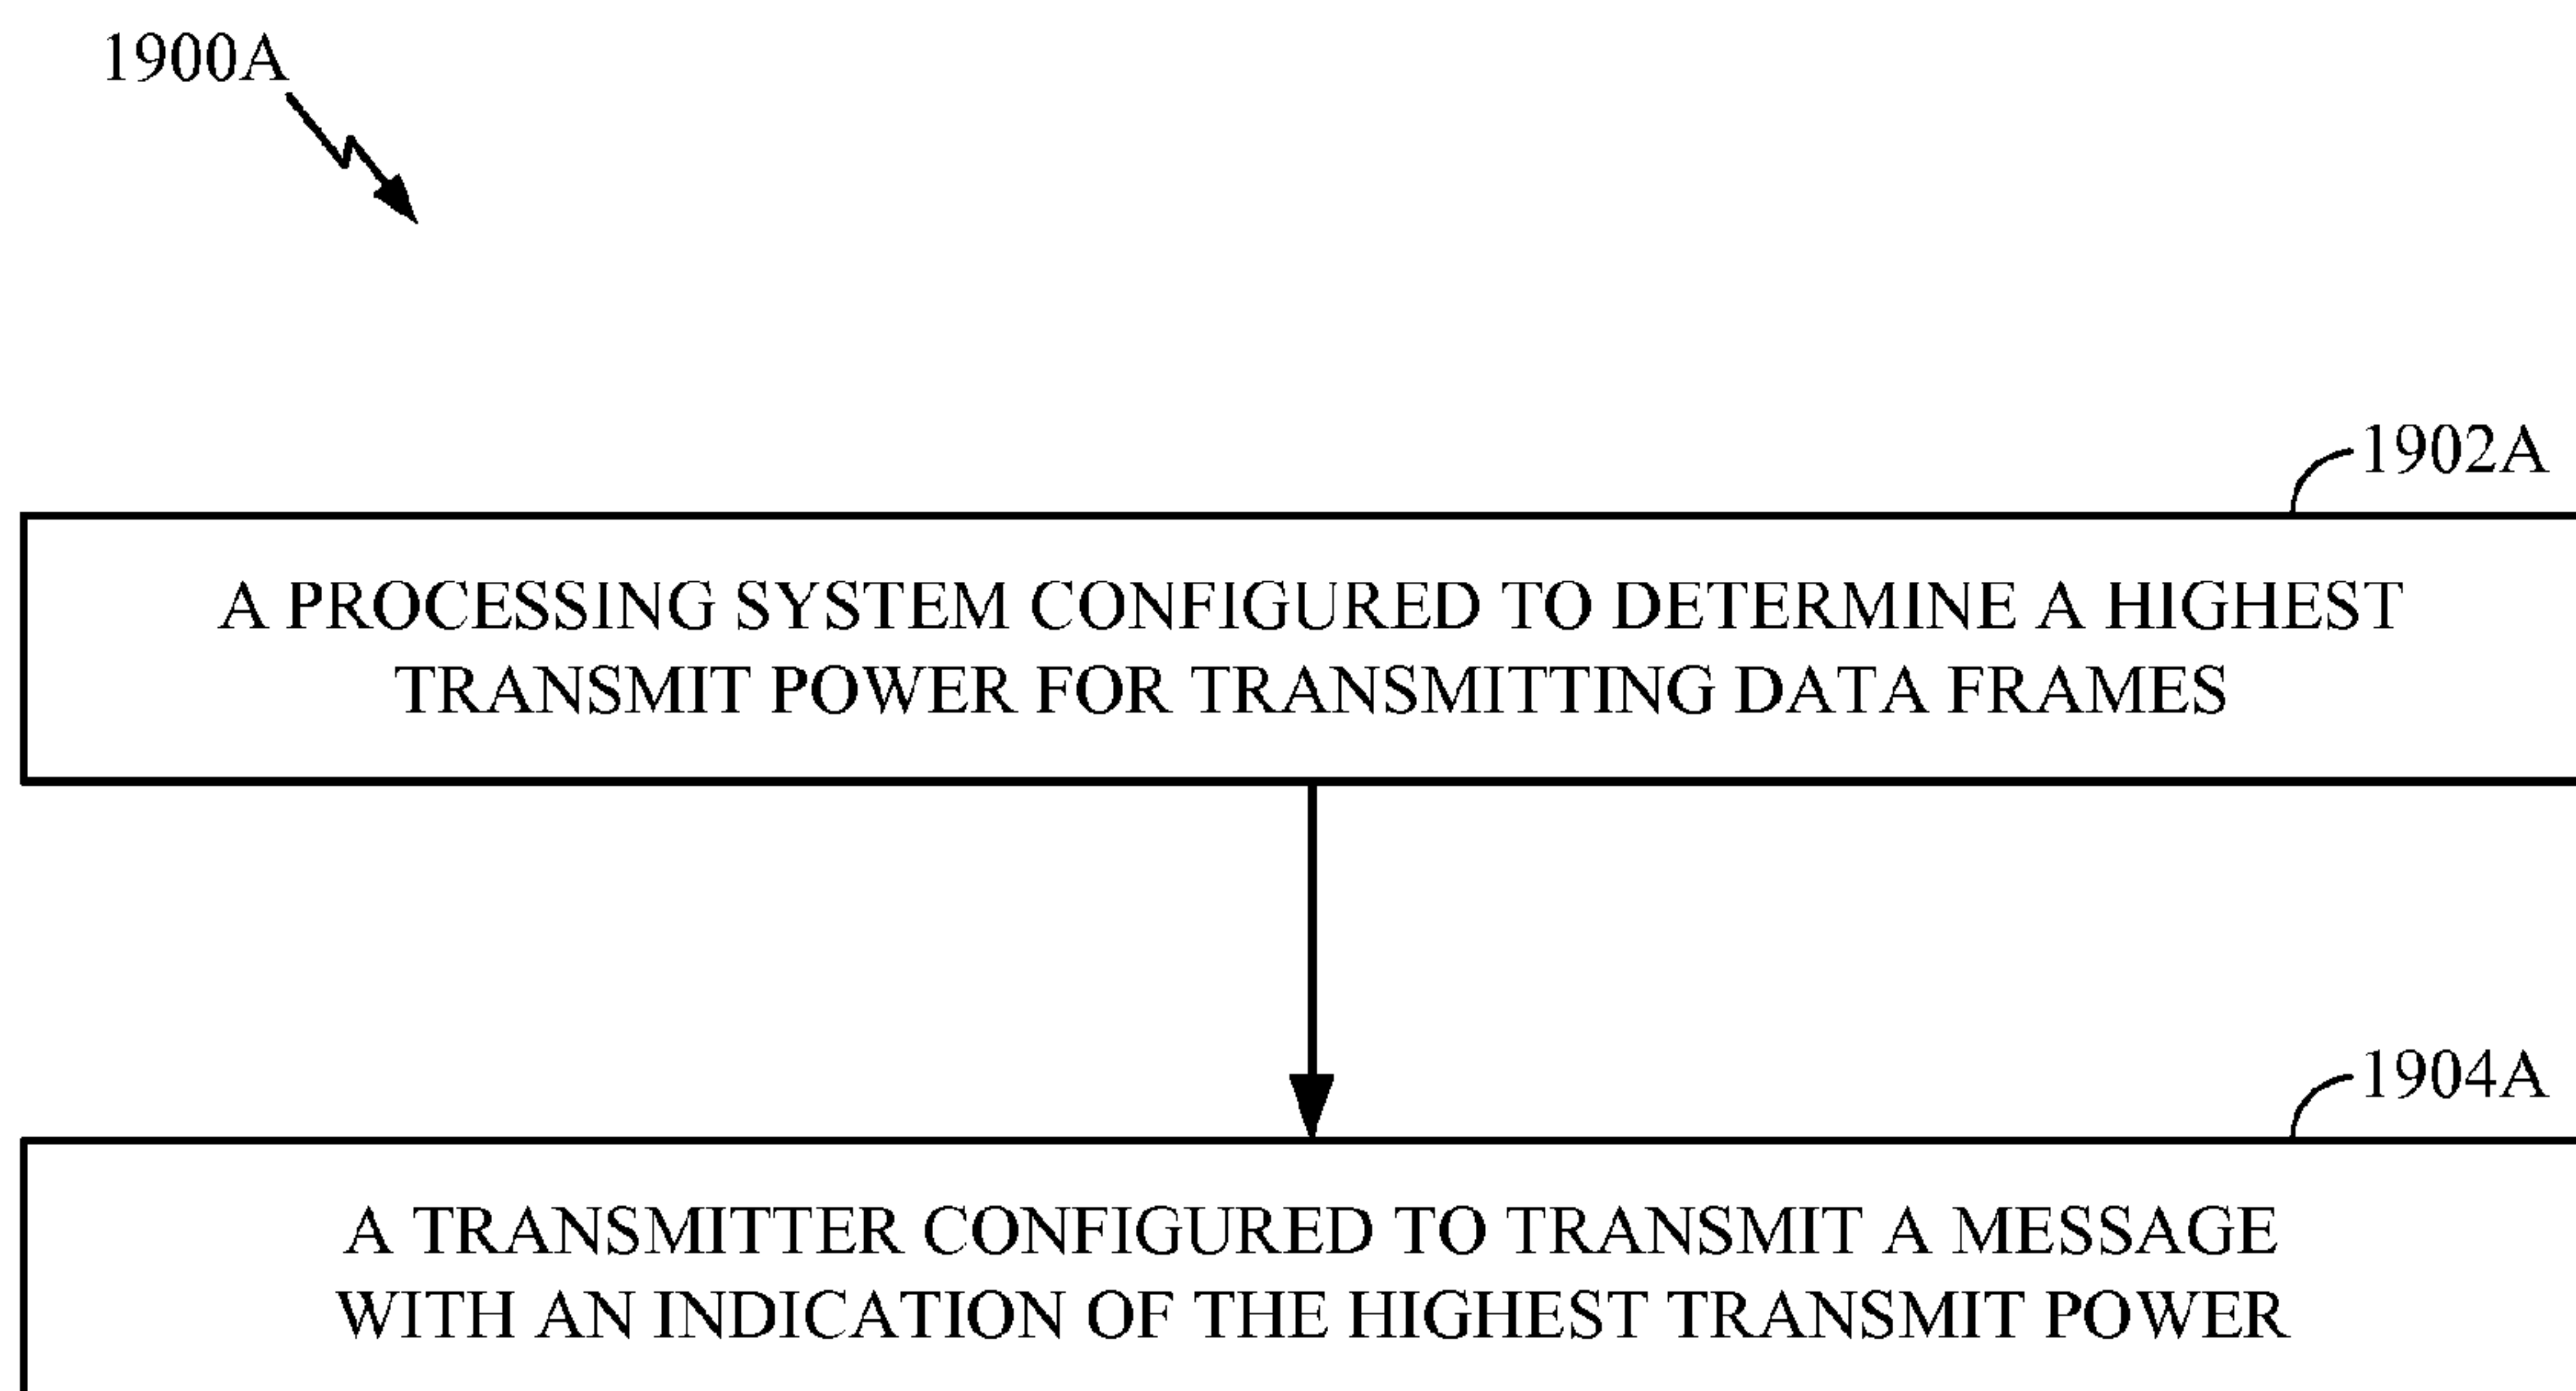 1900A
1902A
A PROCESSING SYSTEM CONFIGURED TO DETERMINE A HIGHEST
TRANSMIT POWER FOR TRANSMITTING DATA FRAMES
1904A
A TRANSMITTER CONFIGURED TO TRANSMIT A MESSAGE
WITH AN INDICATION OF THE HIGHEST TRANSMIT POWER